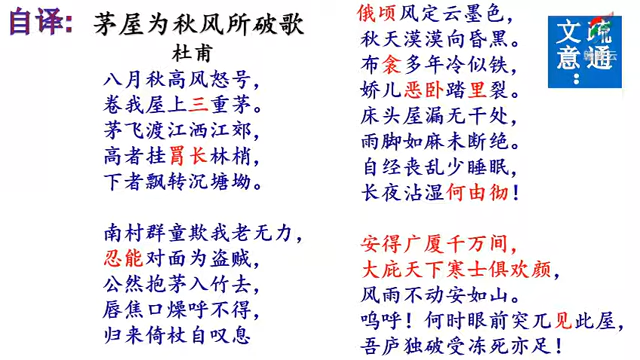 自译：
茅屋为秋风所破歌
杜甫
八月秋高风怒号，
卷我屋上三重茅。
茅飞渡江洒江郊，
高者挂罥长林梢，
下者飘转沉塘坳。
南村群童欺我老无力，
忍能对面为盗贼，
公然抱茅入竹去，
唇焦口燥呼不得，
归来倚杖自叹息
俄顷风定云墨色，
秋天漠漠向昏黑。
布衾多年冷似铁，
娇儿恶卧踏里裂。
床头屋漏无干处，
雨脚如麻未断绝。
自经丧乱少睡眠，
长夜沾湿何由彻！
安得广厦千万间，
大庇天下寒士俱欢颜，
风雨不动安如山。
呜呼！何时眼前突兀见此屋，
吾庐独破受冻死亦足！
文意：
通